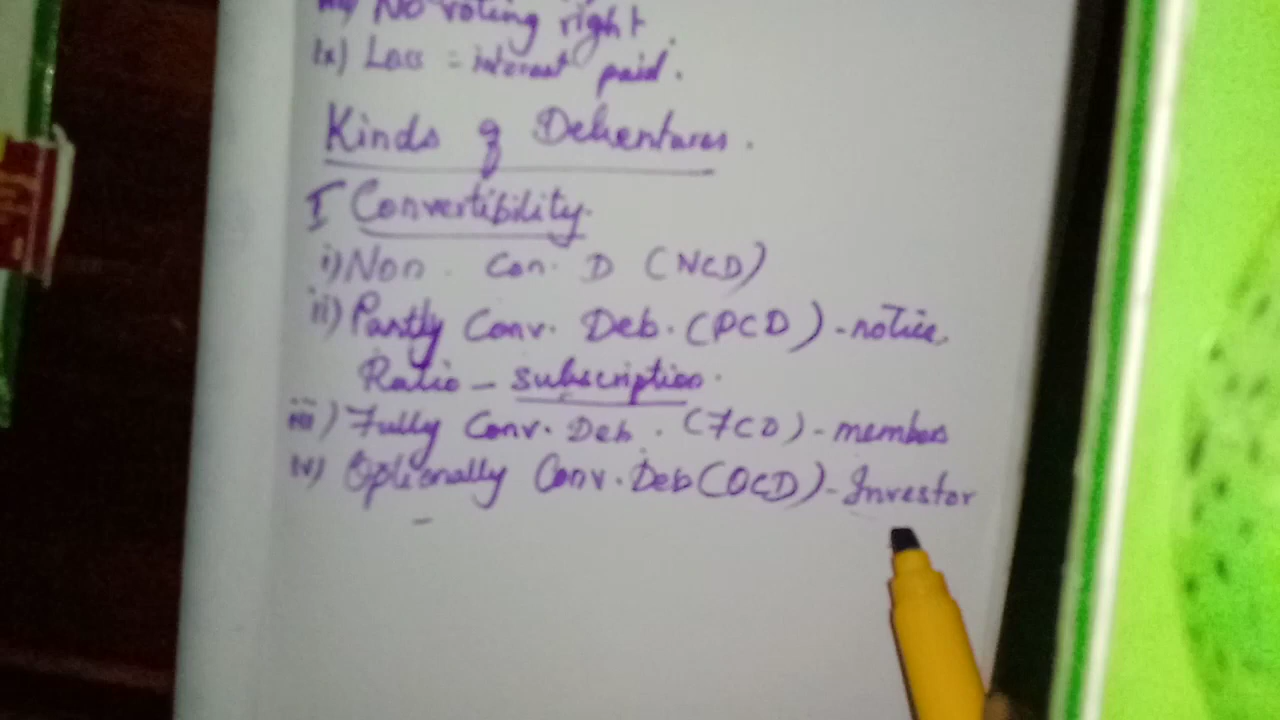 No voting right.
ix) Loss = interest paid.
Kinds of Debentures.
I Convertibility.
i) Non. Con. D (NCD)
ii) Partly Conv. Deb. (PCD) - notice,
Ratio - subscription.
iii) Fully Conv. Deb. (FCD) - members
iv) Optionally Conv. Deb (OCD) - Investor